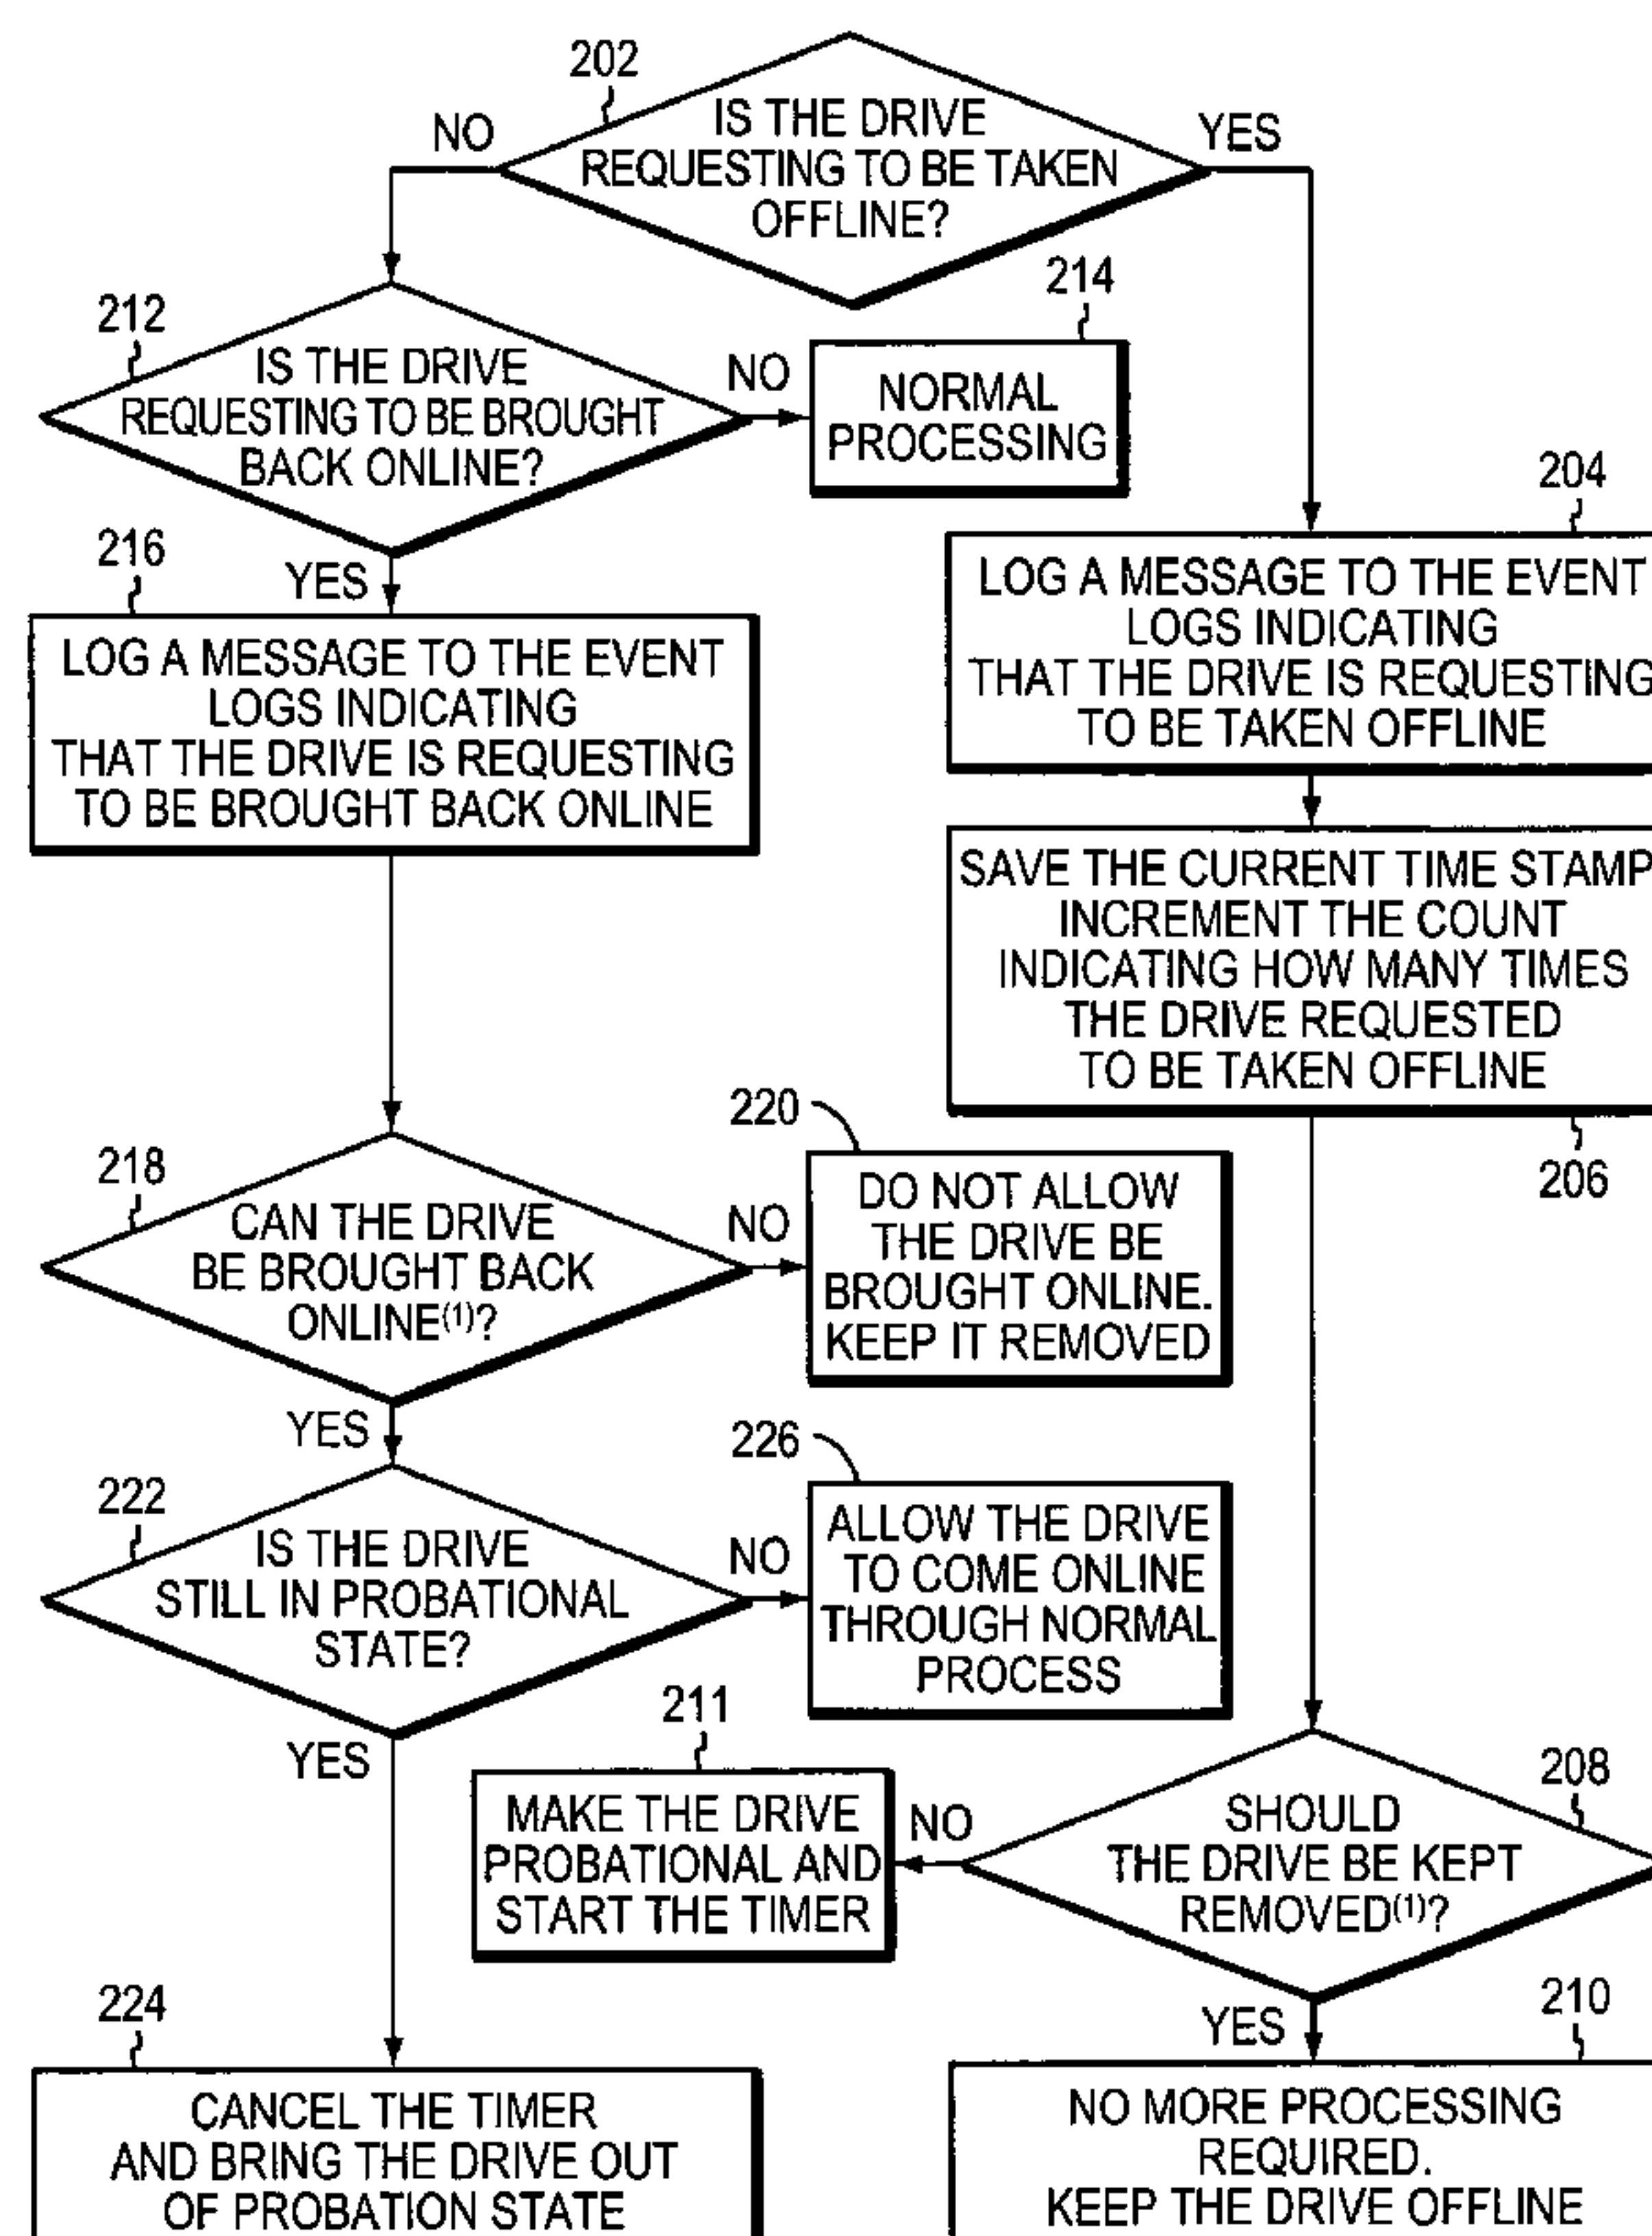 202
NO
IS THE DRIVE
REQUESTING TO BE TAKEN
OFFLINE?
YES
212
IS THE DRIVE
REQUESTING TO BE BROUGHT
BACK ONLINE?
NO
214
NORMAL
PROCESSING
YES
204
LOG A MESSAGE TO THE EVENT
LOGS INDICATING
THAT THE DRIVE IS REQUESTING
TO BE TAKEN OFFLINE
216
LOG A MESSAGE TO THE EVENT
LOGS INDICATING
THAT THE DRIVE IS REQUESTING
TO BE BROUGHT BACK ONLINE
SAVE THE CURRENT TIME STAMP
INCREMENT THE COUNT
INDICATING HOW MANY TIMES
THE DRIVE REQUESTED
TO BE TAKEN OFFLINE
206
218
CAN THE DRIVE
BE BROUGHT BACK
ONLINE(1)?
NO
220
DO NOT ALLOW
THE DRIVE BE
BROUGHT ONLINE.
KEEP IT REMOVED
YES
222
IS THE DRIVE
STILL IN PROBATIONAL
STATE?
NO
226
ALLOW THE DRIVE
TO COME ONLINE
THROUGH NORMAL
PROCESS
YES
211
MAKE THE DRIVE
PROBATIONAL AND
START THE TIMER
NO
208
SHOULD
THE DRIVE BE KEPT
REMOVED(1)?
YES
224
CANCEL THE TIMER
AND BRING THE DRIVE OUT
OF PROBATION STATE
210
NO MORE PROCESSING
REQUIRED.
KEEP THE DRIVE OFFLINE